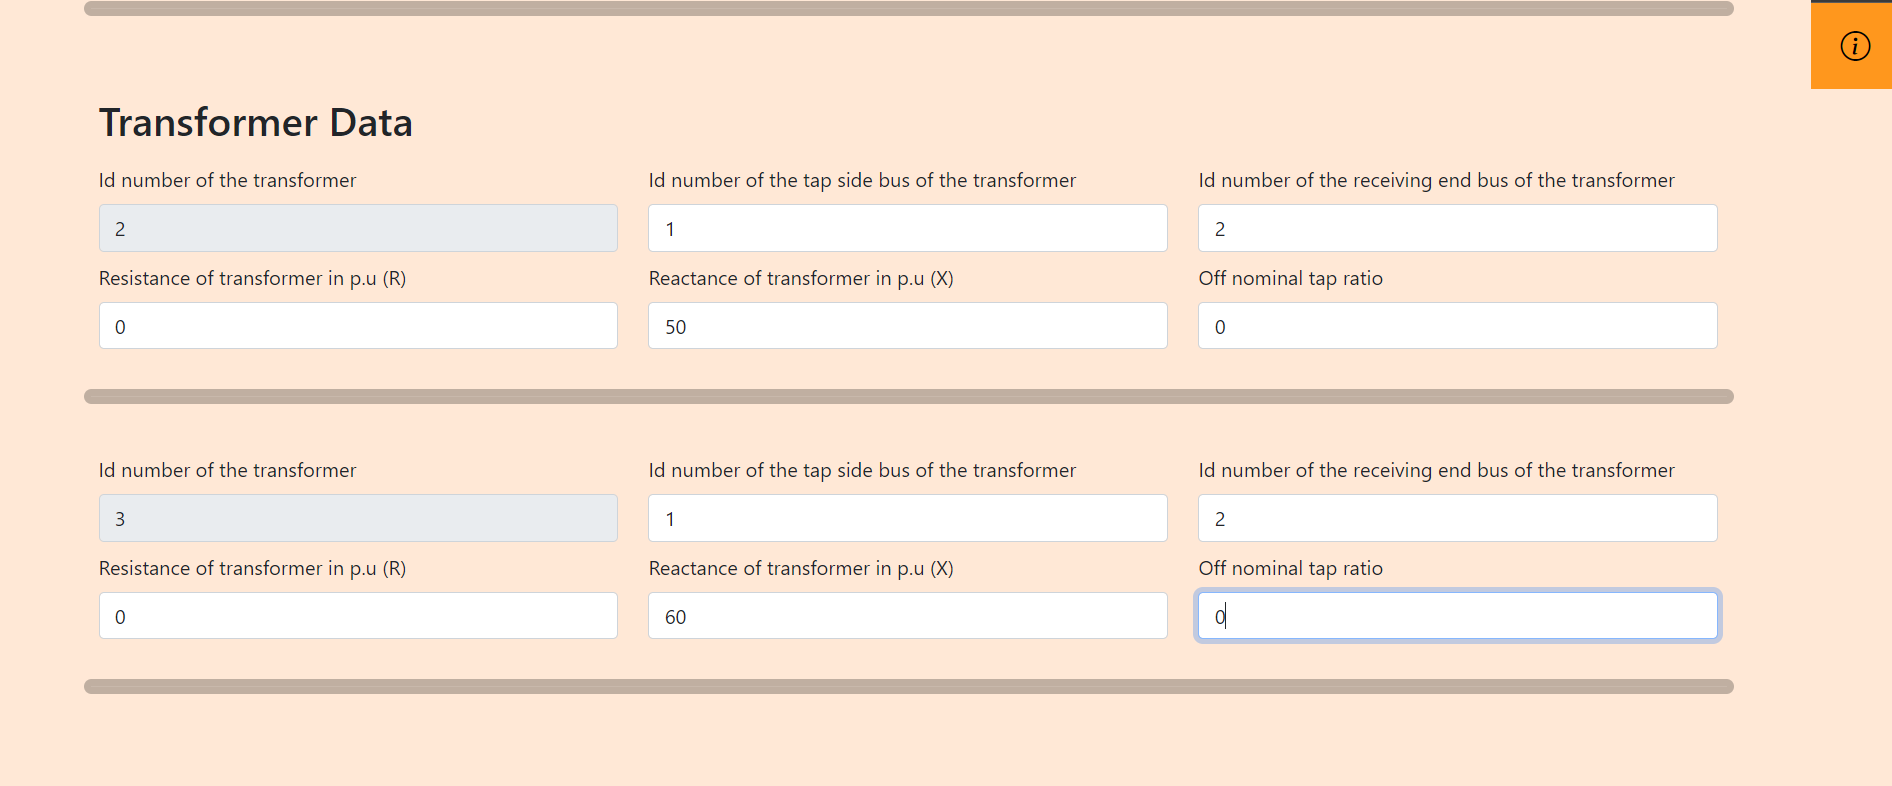 Transformer Data
Id number of the transformer
Id number of the tap side bus of the transformer
Id number of the receiving end bus of the transformer
2
1
2
Resistance of transformer in p.u (R)
Reactance of transformer in p.u (X)
Off nominal tap ratio
0
50
0
Id number of the transformer
Id number of the tap side bus of the transformer
Id number of the receiving end bus of the transformer
3
1
2
Resistance of transformer in p.u (R)
Reactance of transformer in p.u (X)
Off nominal tap ratio
0
60
0